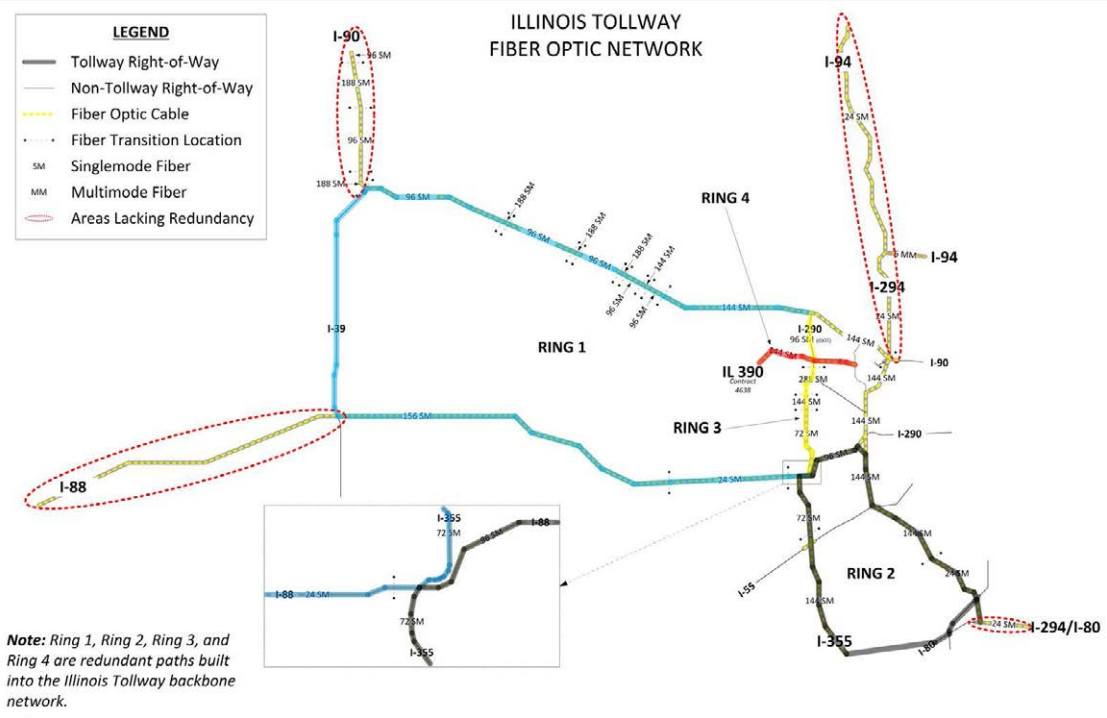 ILLINOIS TOLLWAY
FIBER OPTIC NETWORK
LEGEND
Tollway Right-of-Way
Non-Tollway Right-of-Way
Fiber Optic Cable
Fiber Transition Location
SM Singlemode Fiber
MM Multimode Fiber
Areas Lacking Redundancy
I-90
96 SM
188 SM
96 SM
188 SM
96 SM
188 SM
96 SM
188 SM
96 SM
188 SM
144 SM
96 SM
96 SM
144 SM
I-94
24 SM
MM
I-94
I-294
24 SM
RING 4
I-39
RING 1
I-290
96 SM
144 SM
144 SM
I-90
IL 390
Contract
4638
144 SM
144 SM
144 SM
RING 3
72 SM
I-290
156 SM
24 SM
96 SM
144 SM
I-88
72 SM
144 SM
24 SM
RING 2
144 SM
I-55
I-355
I-80
24 SM
I-294/I-80
I-355
72 SM
I-88
96 SM
I-88
24 SM
72 SM
I-355
Note: Ring 1, Ring 2, Ring 3, and
Ring 4 are redundant paths built
into the Illinois Tollway backbone
network.